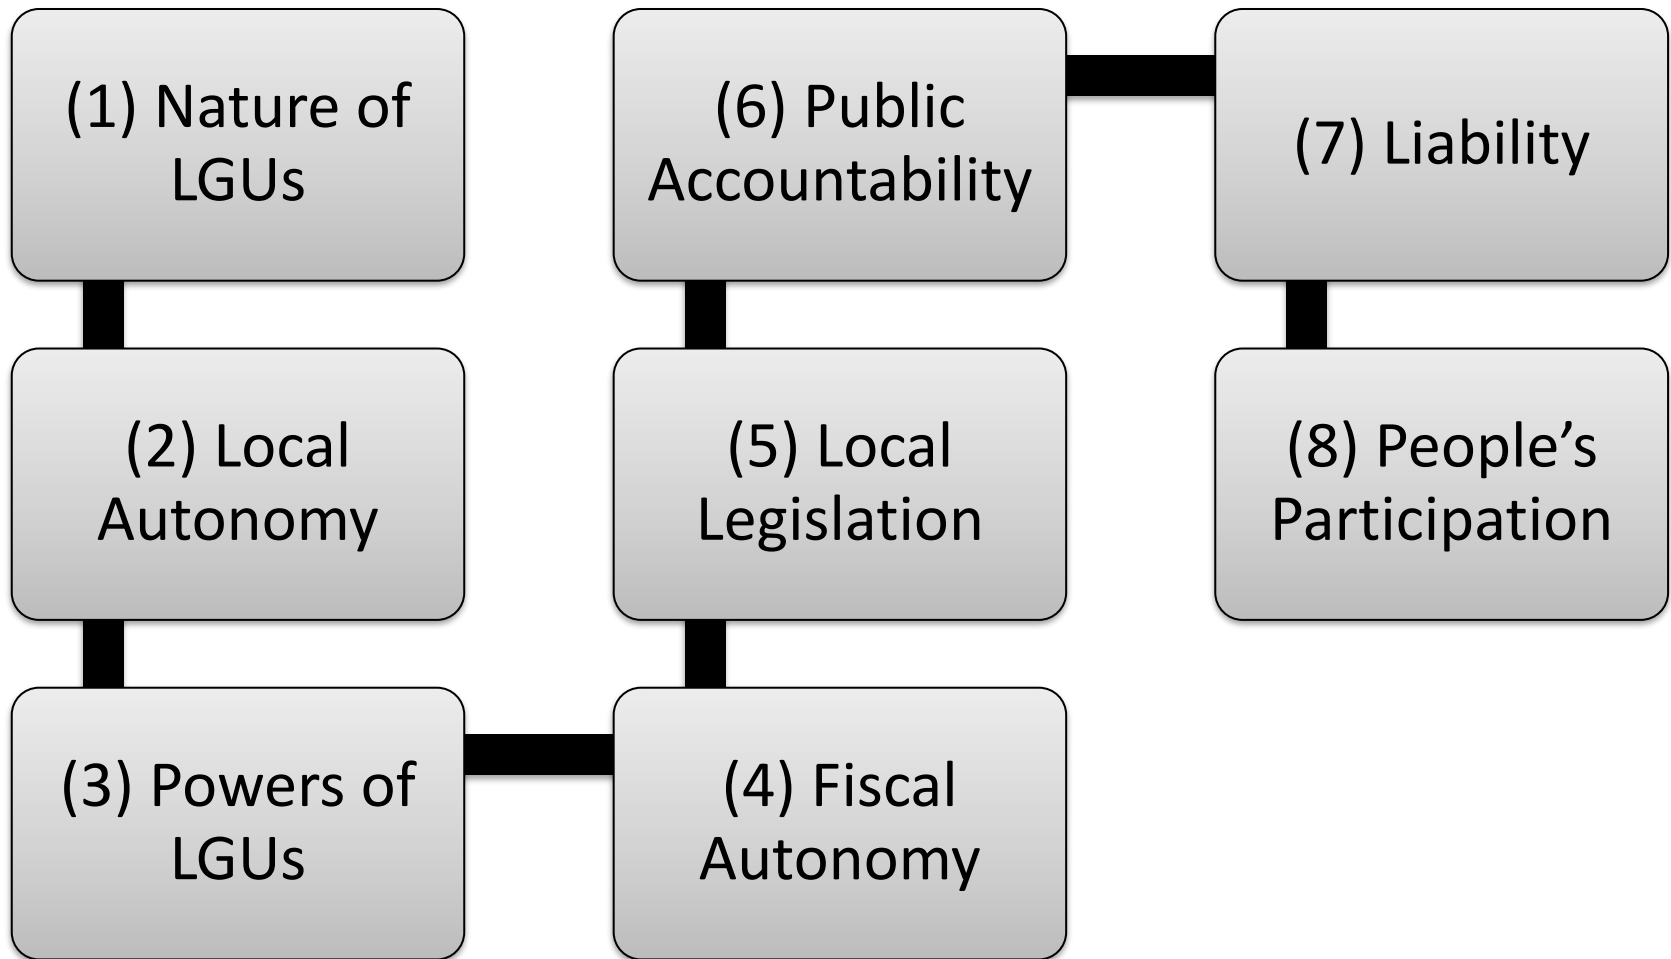 (1) Nature of
LGUs
(2) Local
Autonomy
(3) Powers of
LGUs
(4) Fiscal
Autonomy
(5) Local
Legislation
(6) Public
Accountability
(7) Liability
(8) People’s
Participation